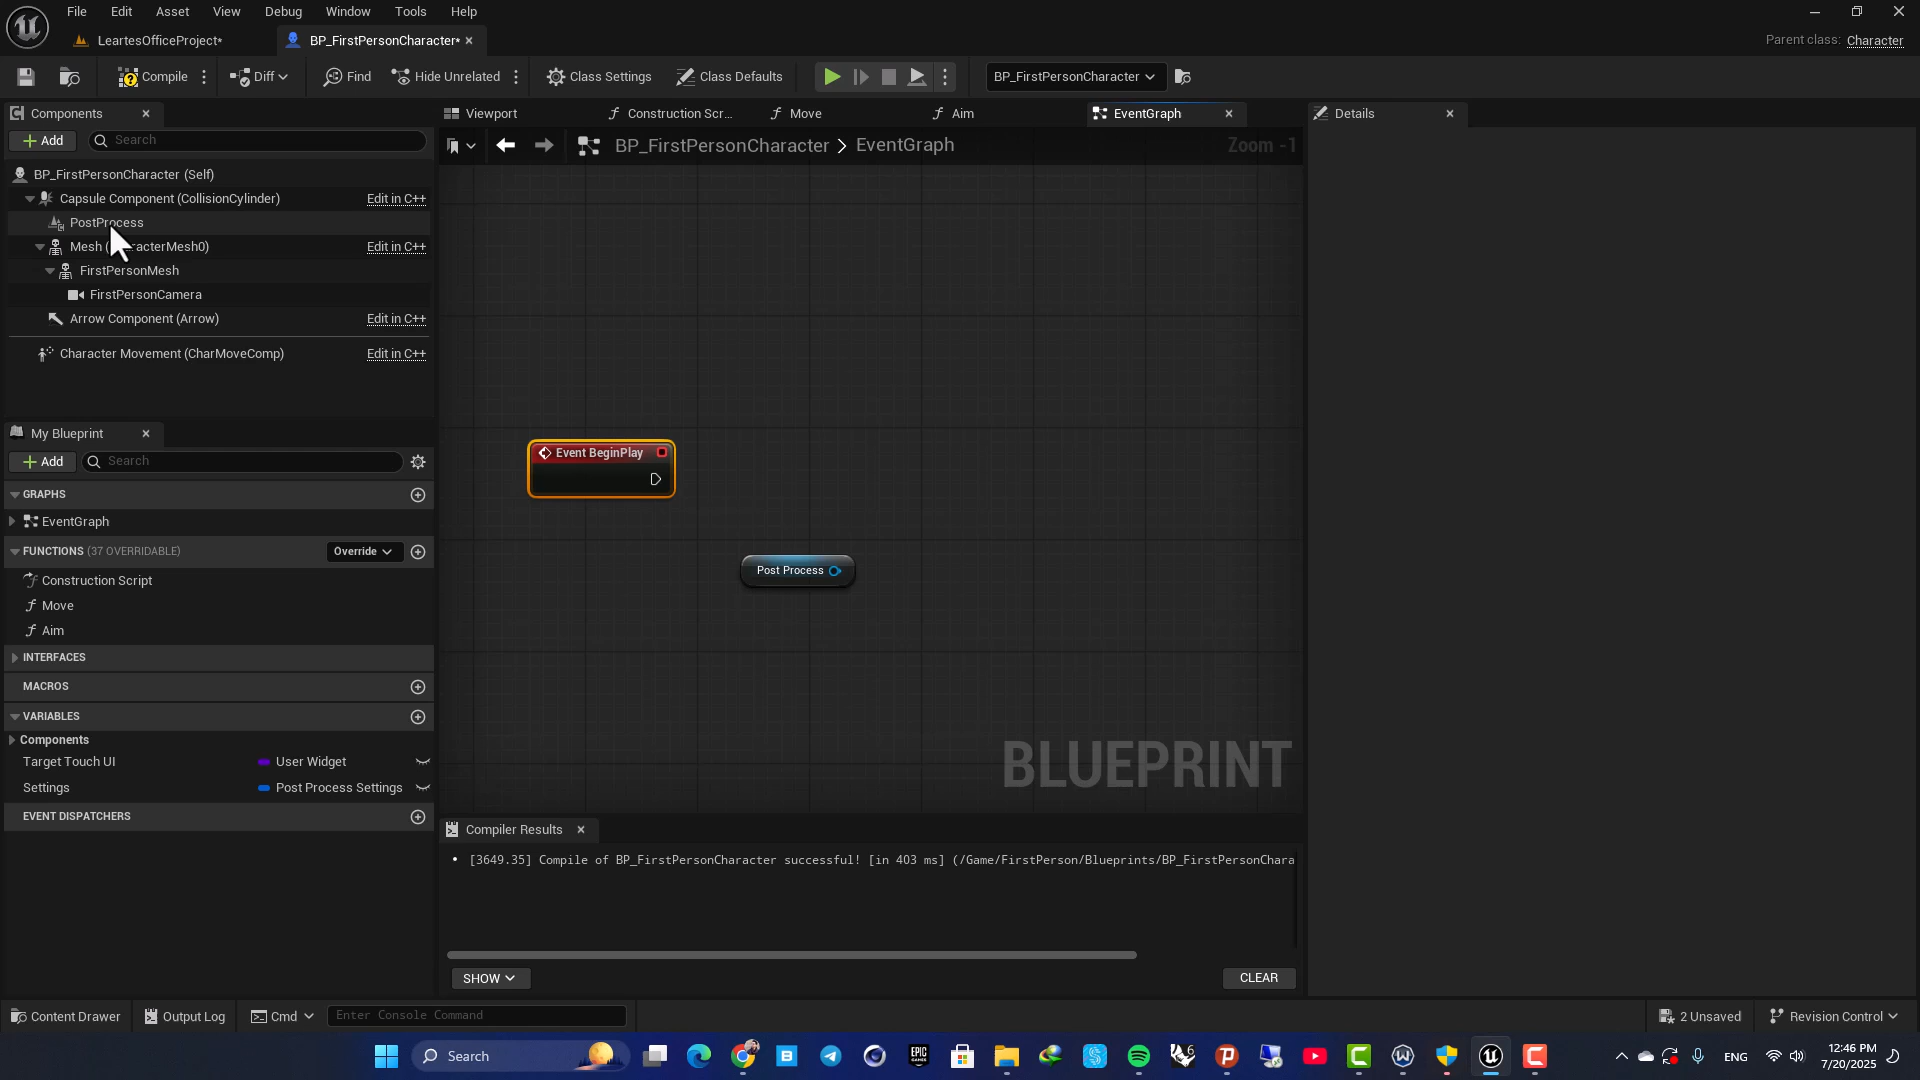 File Edit Asset View Debug Window Tools Help
LeartesOfficeProject* BP_FirstPersonCharacter* Parent class: Character
Compile Diff Find Hide Unrelated Class Settings Class Defaults BP_FirstPersonCharacter
Components Viewport Construction Scr... Move Aim EventGraph Details
Add Search BP_FirstPersonCharacter > EventGraph Zoom -1
BP_FirstPersonCharacter (Self)
Capsule Component (CollisionCylinder) Edit in C++
PostProcess
Mesh ( racterMesh0) Edit in C++
FirstPersonMesh
FirstPersonCamera
Arrow Component (Arrow) Edit in C++
Character Movement (CharMoveComp) Edit in C++
My Blueprint
Add Search
GRAPHS
EventGraph
FUNCTIONS (37 OVERRIDABLE) Override
Construction Script
Move
Aim
INTERFACES
MACROS
VARIABLES
Components
Target Touch UI User Widget
Settings Post Process Settings
EVENT DISPATCHERS
Event BeginPlay
Post Process
BLUEPRINT
Compiler Results
• [3649.35] Compile of BP_FirstPersonCharacter successful! [in 403 ms] (/Game/FirstPerson/Blueprints/BP_FirstPersonChara
SHOW CLEAR
Content Drawer Output Log Cmd Enter Console Command 2 Unsaved Revision Control
Search ENG 12:46 PM
7/20/2025